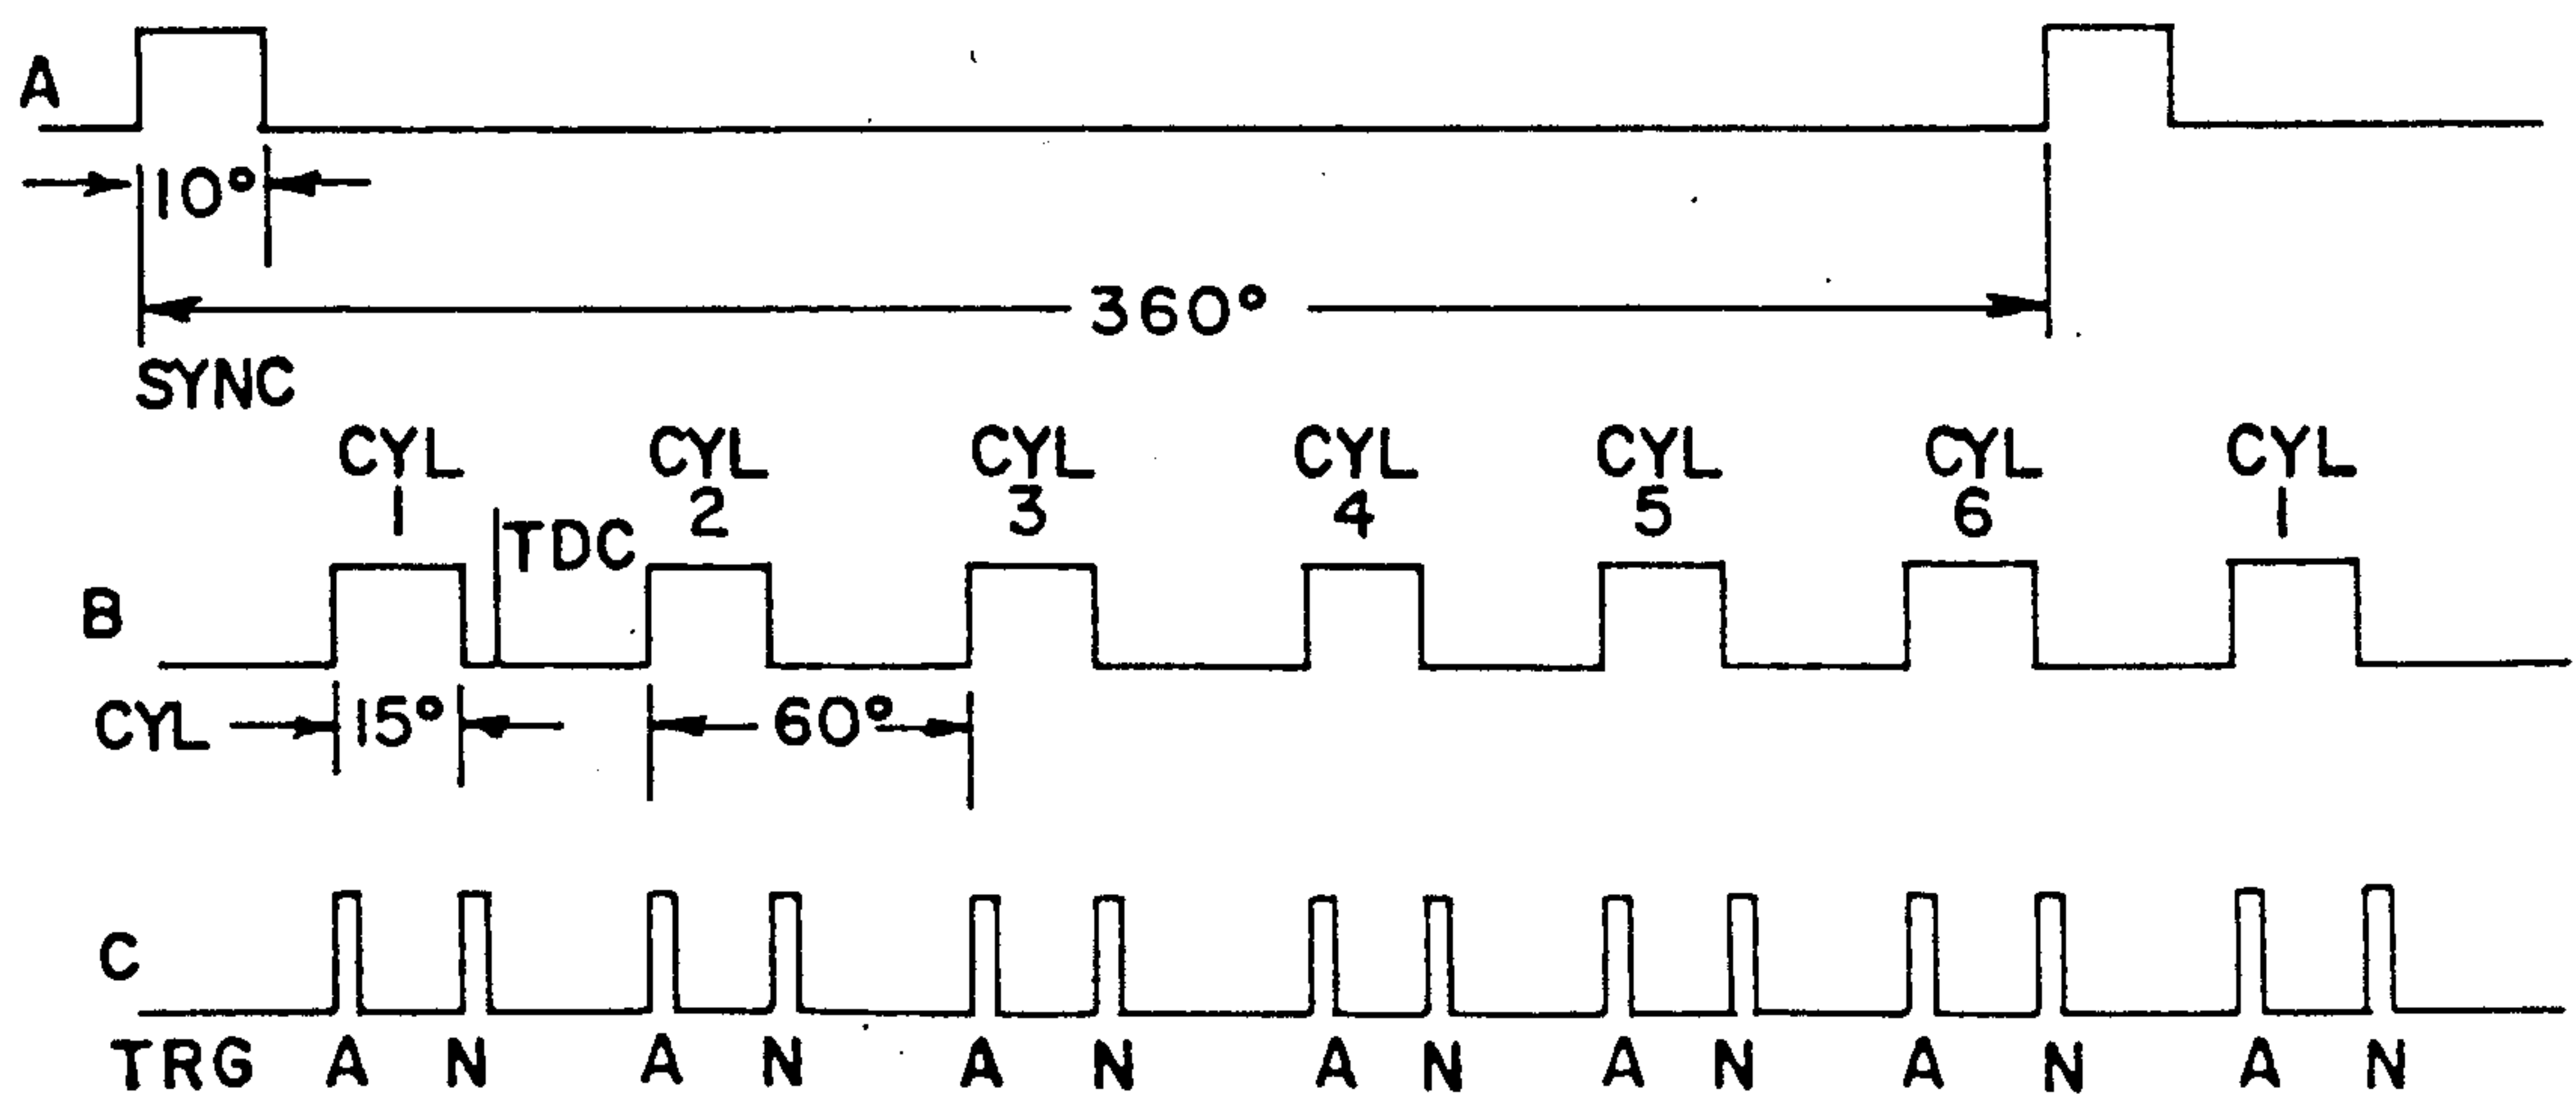 A
10°
360°
SYNC
CYL 1
CYL 2
CYL 3
CYL 4
CYL 5
CYL 6
CYL 1
TDC
B
CYL
15°
60°
C
TRG A N A N A N A N A N A N A N